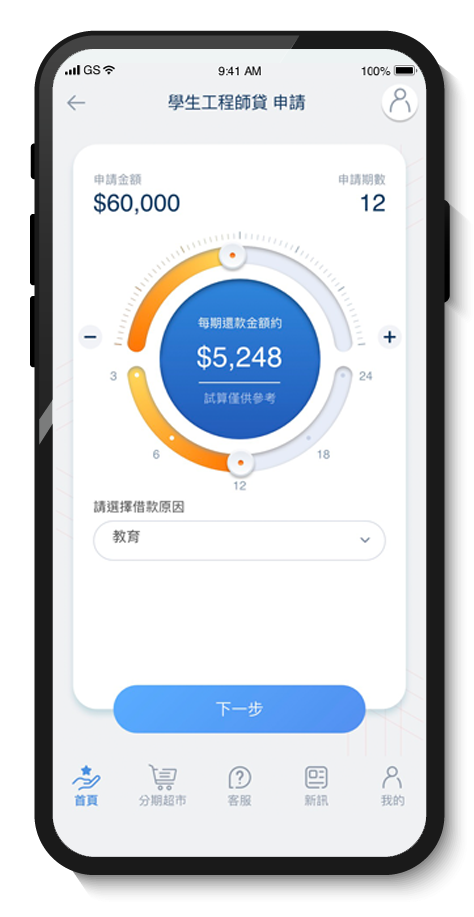 GS 9:41 AM 100%
學生工程師貸 申請
申請金額 申請期數
$60,000 12
每期還款金額約
$5,248
試算僅供參考
− +
3 24
6 18
12
請選擇借款原因
教育
下一步
首頁 分期超市 客服 新訊 我的